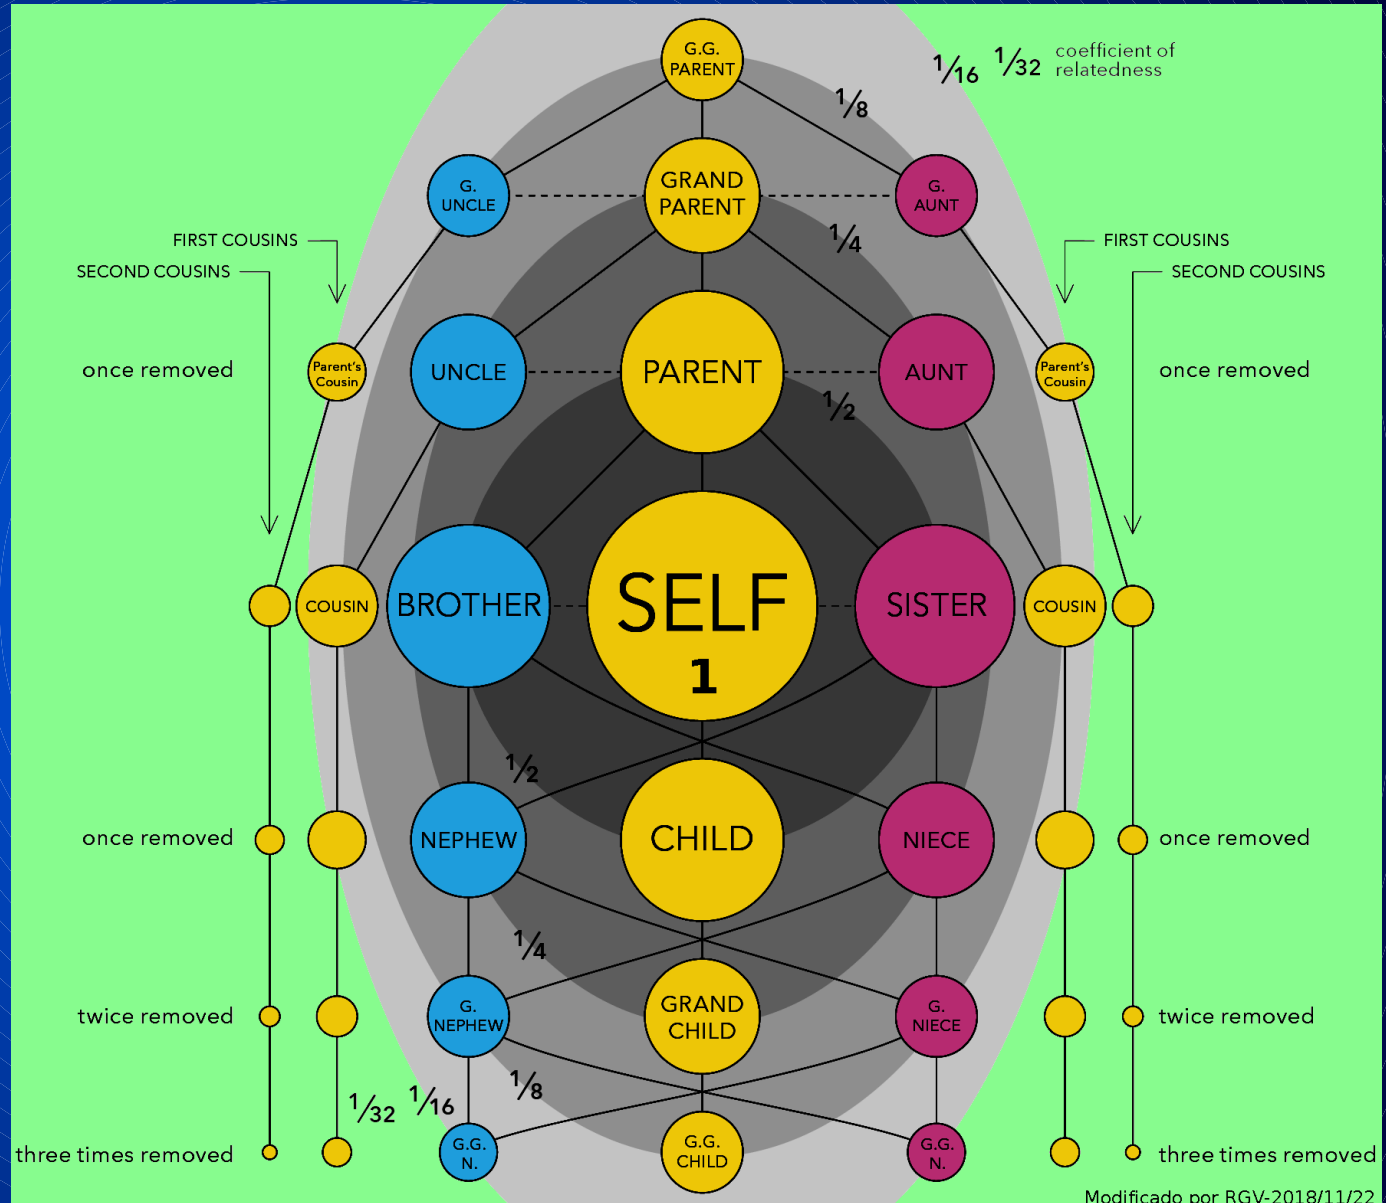 G.G.
PARENT
1/16 1/32 coefficient of
relatedness
1/8
G.
UNCLE
GRAND
PARENT
G.
AUNT
1/4
FIRST COUSINS
FIRST COUSINS
SECOND COUSINS
SECOND COUSINS
once removed
Parent's
Cousin
UNCLE
PARENT
AUNT
Parent's
Cousin
once removed
1/2
COUSIN
BROTHER
SELF
1
SISTER
COUSIN
1/2
once removed
NEPHEW
CHILD
NIECE
once removed
1/4
twice removed
G.
NEPHEW
GRAND
CHILD
G.
NIECE
twice removed
1/32 1/16 1/8
three times removed
G.G.
N.
G.G.
CHILD
G.G.
N.
three times removed
Modificado por RGV-2018/11/22